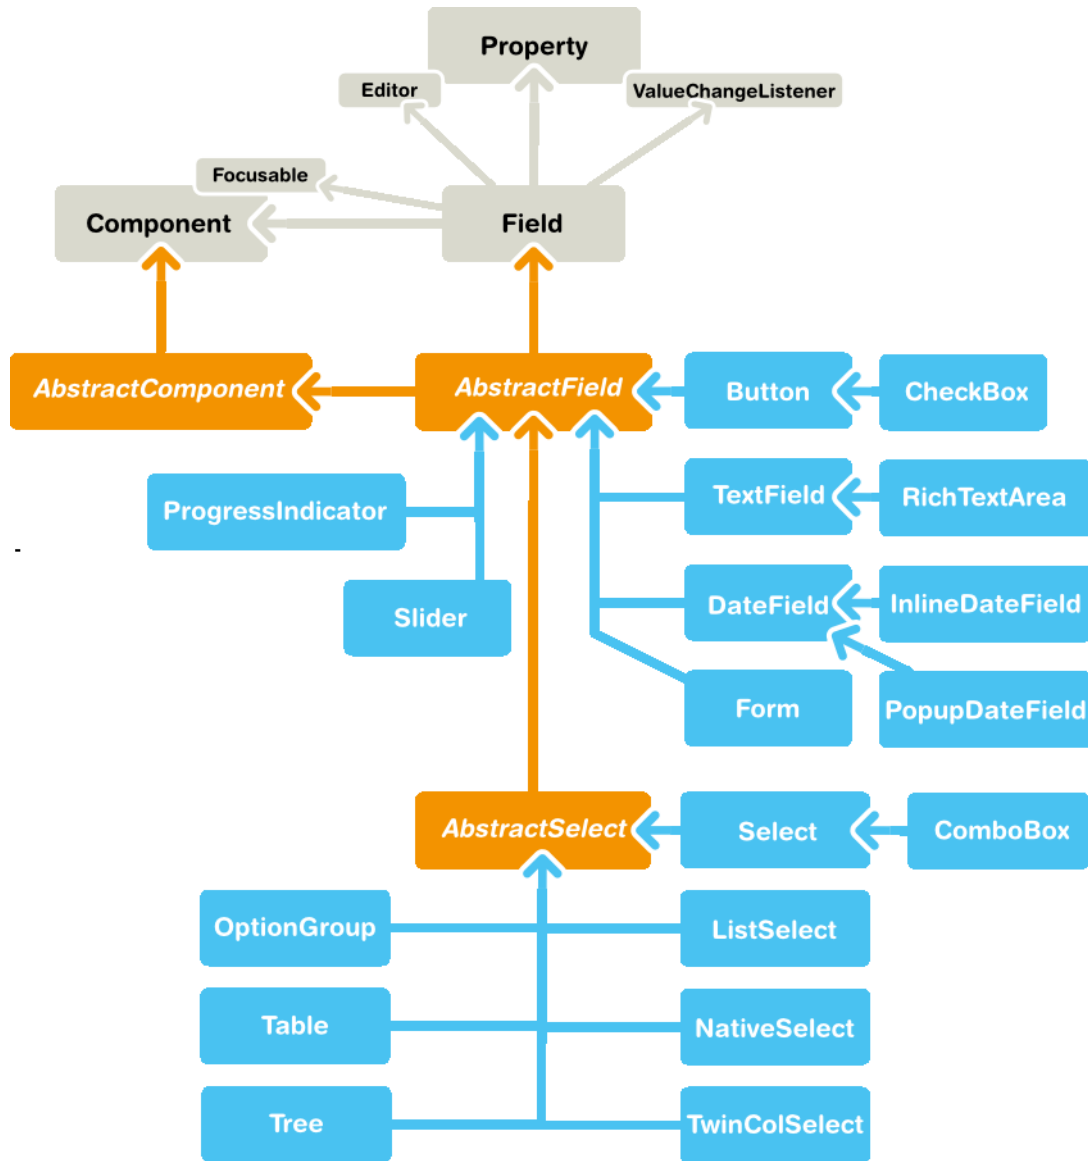 Property
Editor
ValueChangeListener
Focusable
Component
Field
AbstractComponent
AbstractField
Button
CheckBox
ProgressIndicator
TextField
RichTextArea
-
Slider
DateField
InlineDateField
Form
PopupDateField
AbstractSelect
Select
ComboBox
OptionGroup
ListSelect
Table
NativeSelect
Tree
TwinColSelect